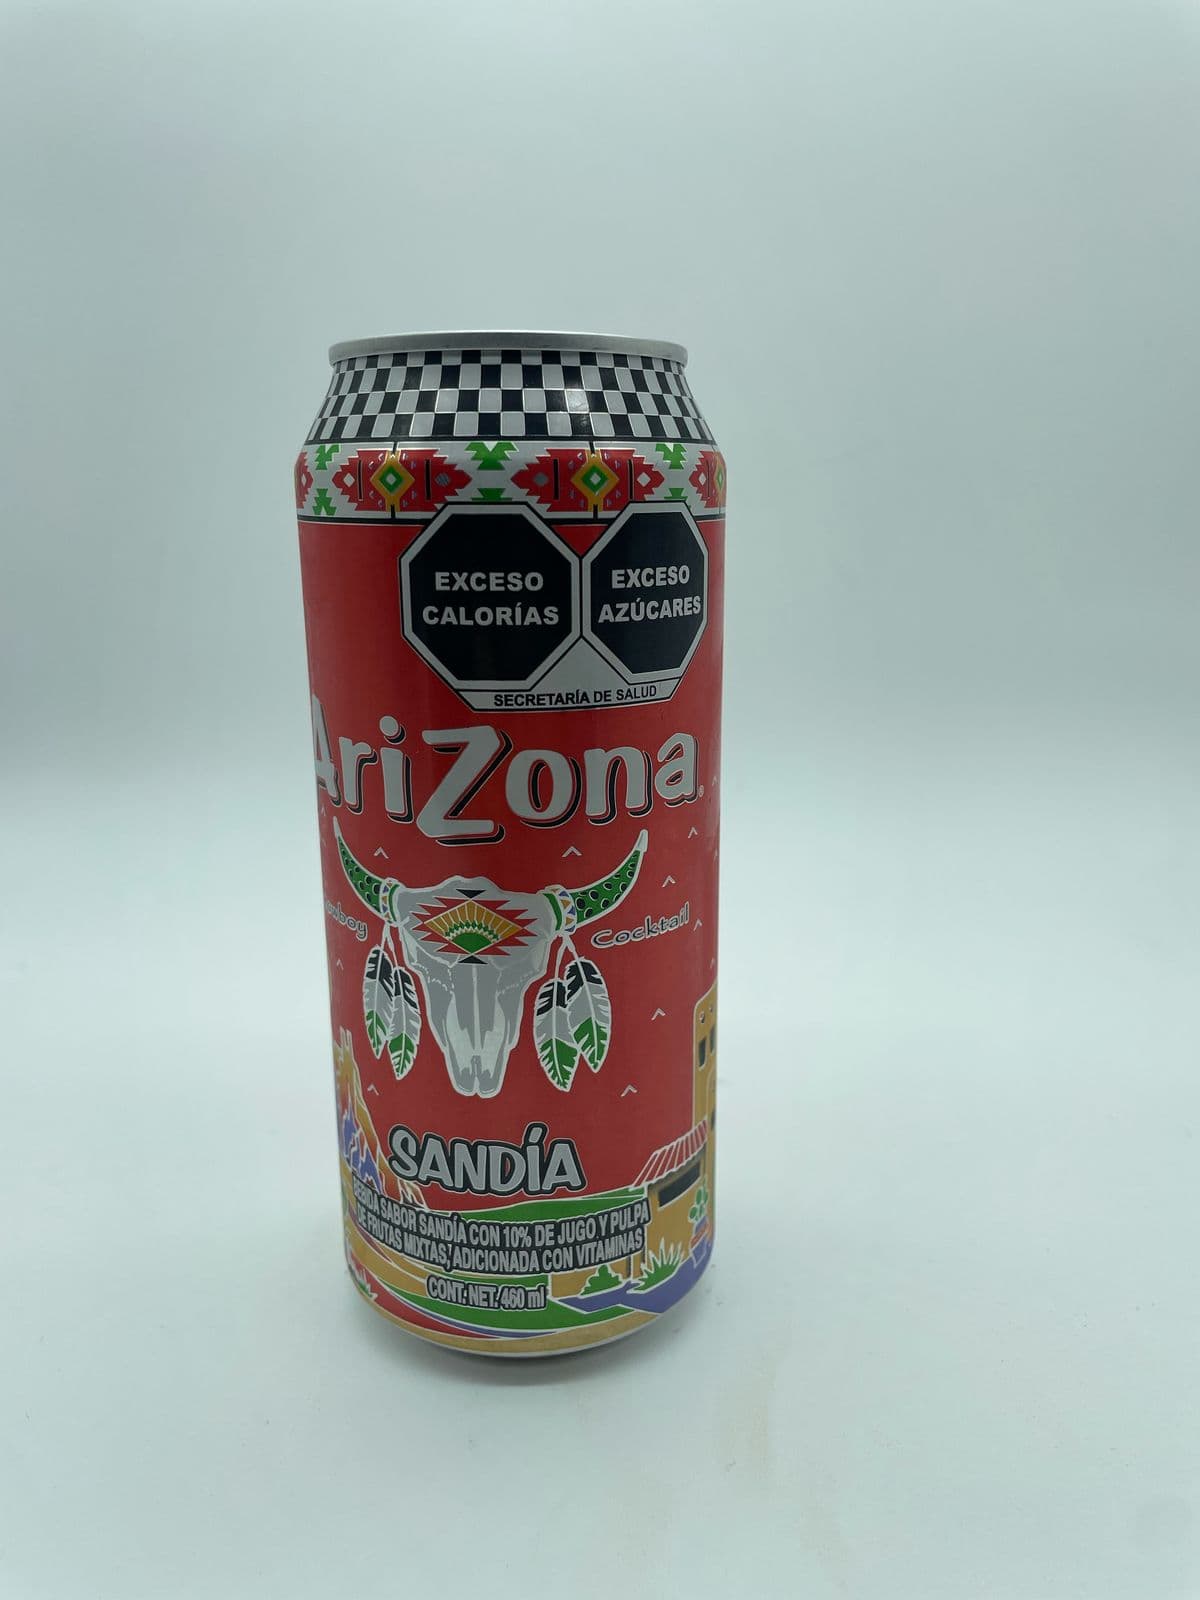 EXCESO
CALORÍAS
EXCESO
AZÚCARES
SECRETARÍA DE SALUD
AriZona
Cocktail
SANDÍA
BEBIDA SABOR SANDÍA CON 10% DE JUGO Y PULPA
DE FRUTAS MIXTAS, ADICIONADA CON VITAMINAS
CONT. NET. 460 ml